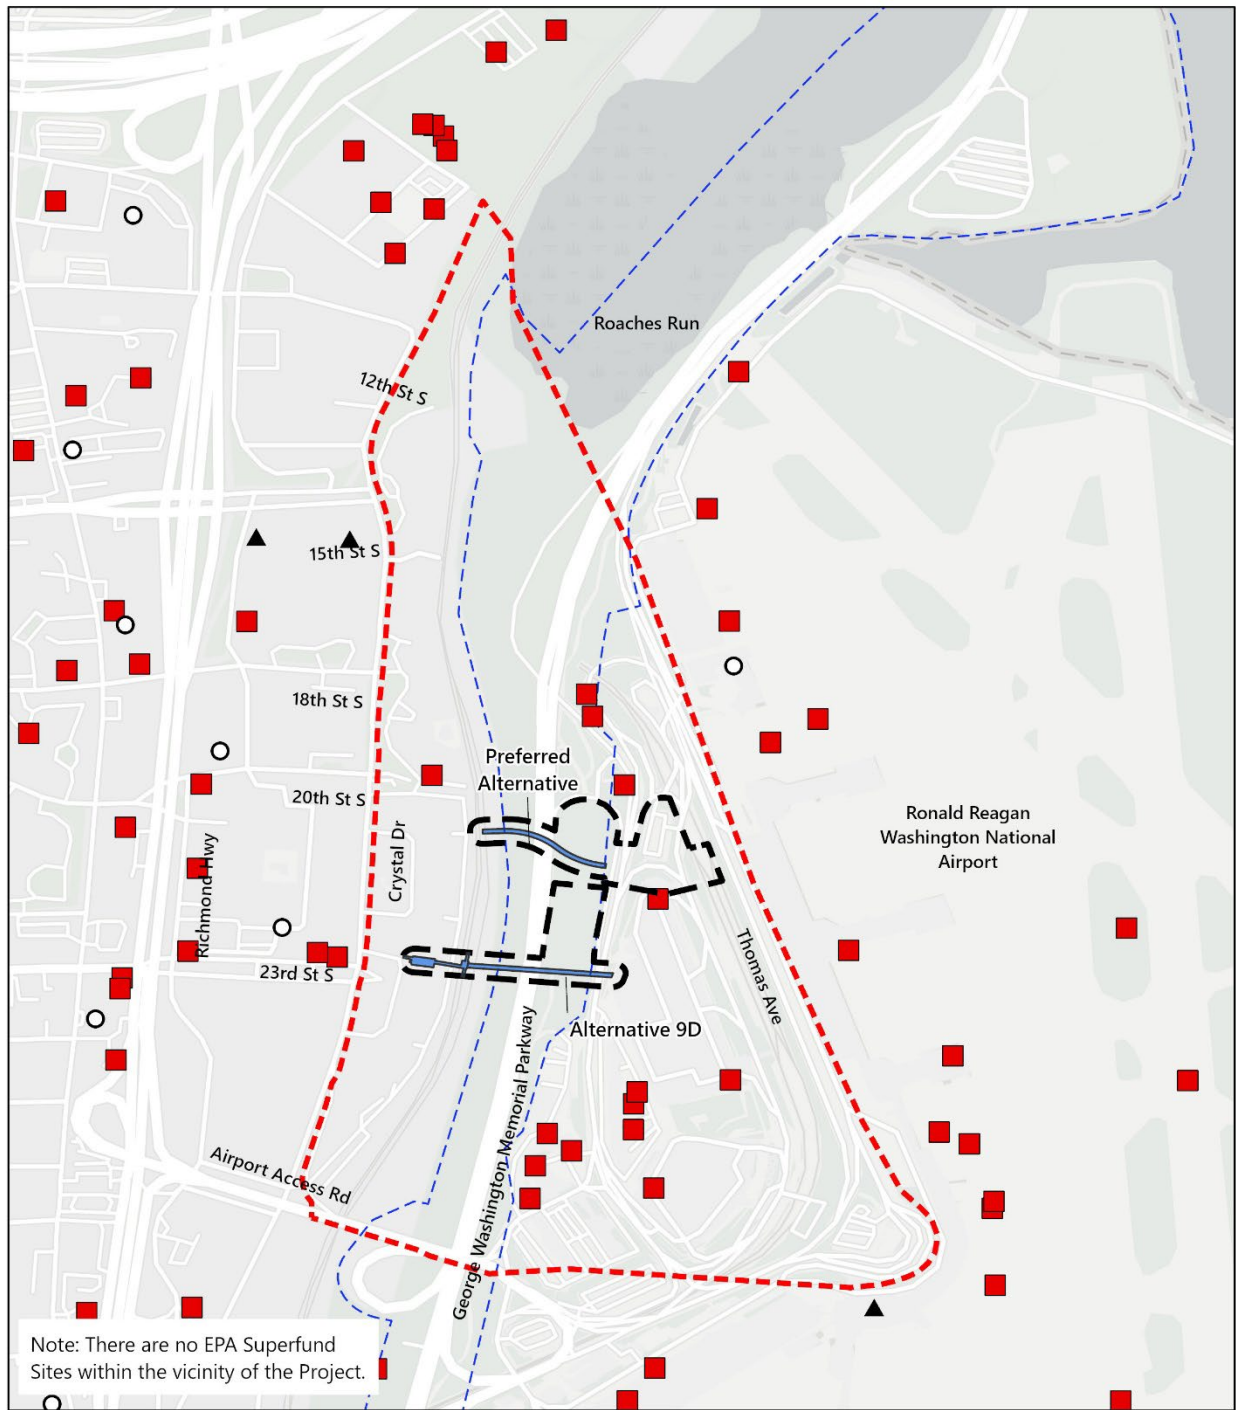 Roaches Run
12th St S
15th St S
18th St S
Preferred
Alternative
20th St S
Crystal Dr
Richmond Hwy
Ronald Reagan
Washington National
Airport
23rd St S
Thomas Ave
Alternative 9D
George Washington Memorial Parkway
Airport Access Rd
Note: There are no EPA Superfund
Sites within the vicinity of the Project.